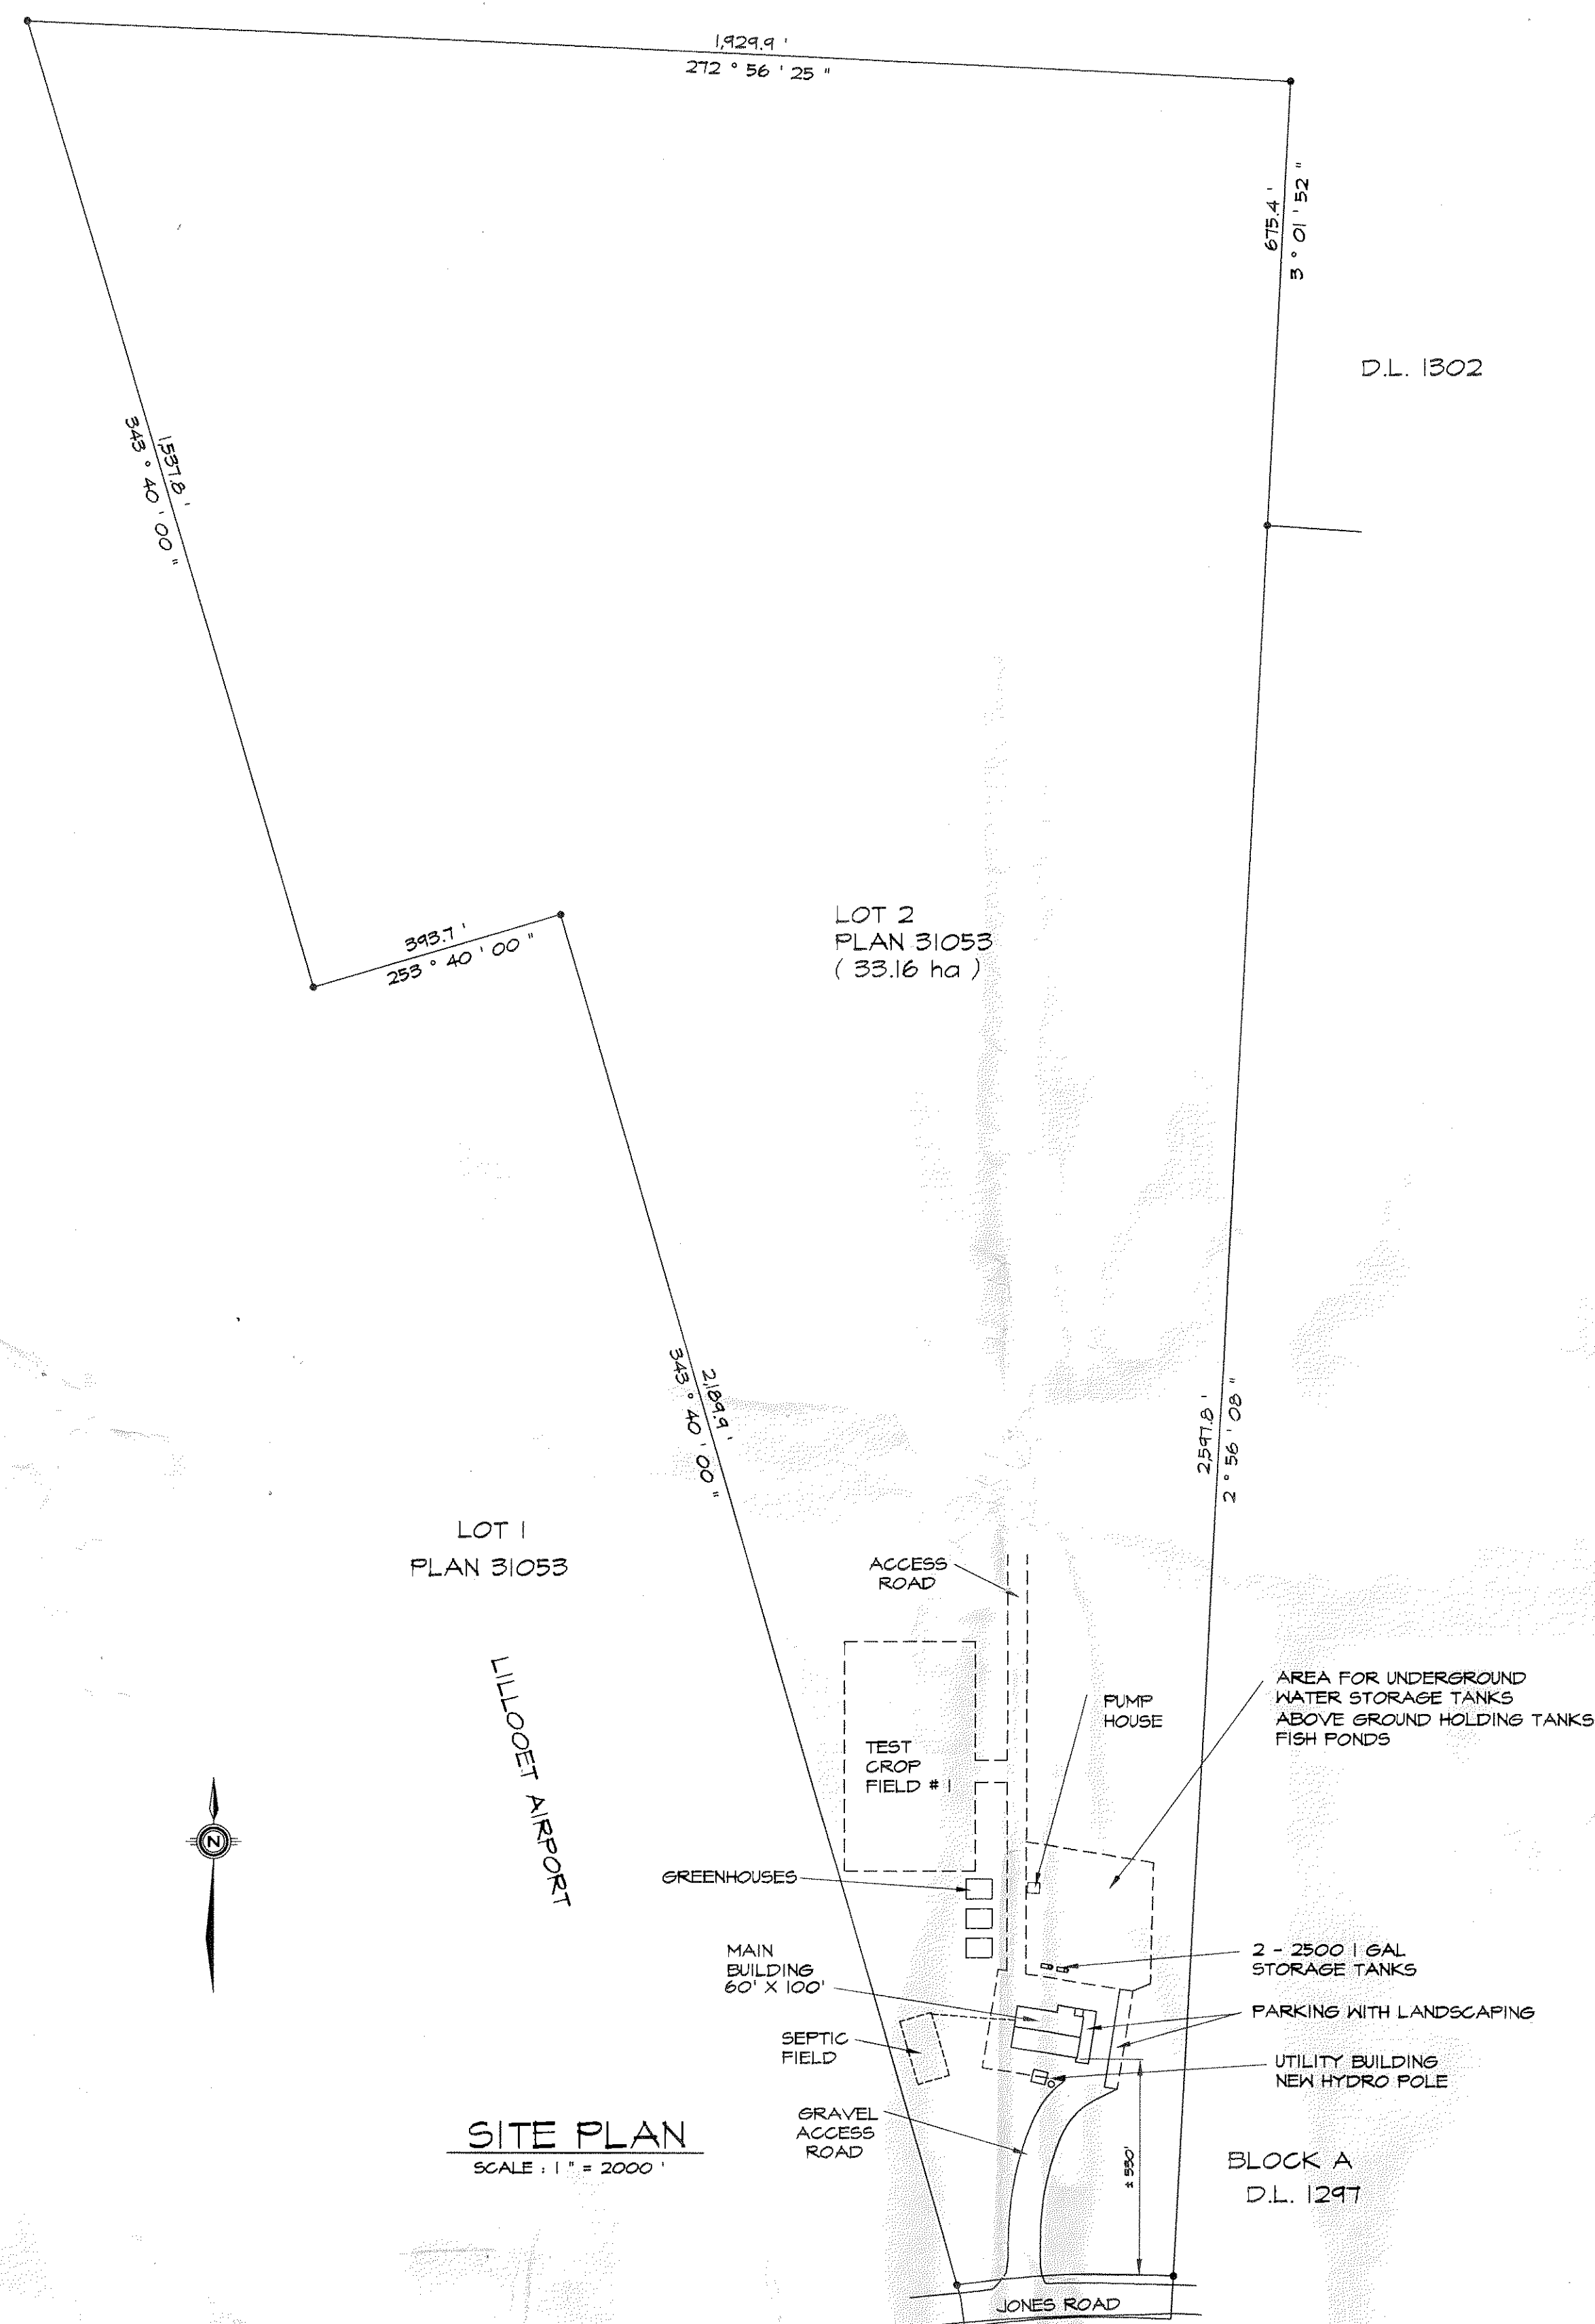 1,929.9 '
272 ° 56 ' 25 "
675.4 '
3 ° 01 ' 52 "
D.L. 1302
1,537.8 '
343 ° 40 ' 00 "
393.7 '
253 ° 40 ' 00 "
LOT 2
PLAN 31053
( 33.16 ha )
2,189.9 '
343 ° 40 ' 00 "
2,597.8 '
2 ° 56 ' 08 "
LOT 1
PLAN 31053
LILLOOET AIRPORT
N
ACCESS
ROAD
PUMP
HOUSE
AREA FOR UNDERGROUND
WATER STORAGE TANKS
ABOVE GROUND HOLDING TANKS
FISH PONDS
TEST
CROP
FIELD # 1
GREENHOUSES
MAIN
BUILDING
60' X 100'
2 - 2500 I GAL
STORAGE TANKS
PARKING WITH LANDSCAPING
SEPTIC
FIELD
UTILITY BUILDING
NEW HYDRO POLE
GRAVEL
ACCESS
ROAD
SITE PLAN
SCALE : 1 " = 2000 '
BLOCK A
D.L. 1297
JONES ROAD